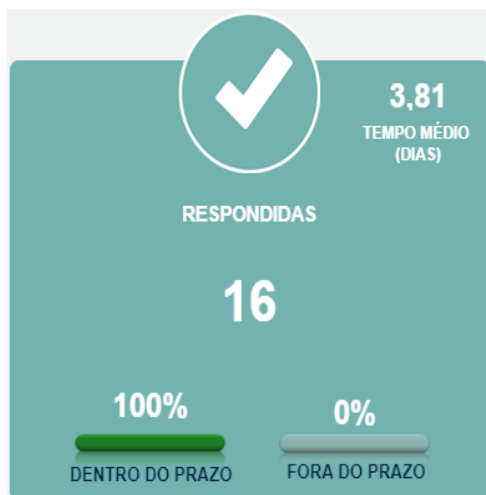 3,81
TEMPO MÉDIO
(DIAS)
RESPONDIDAS
16
100%
DENTRO DO PRAZO
0%
FORA DO PRAZO